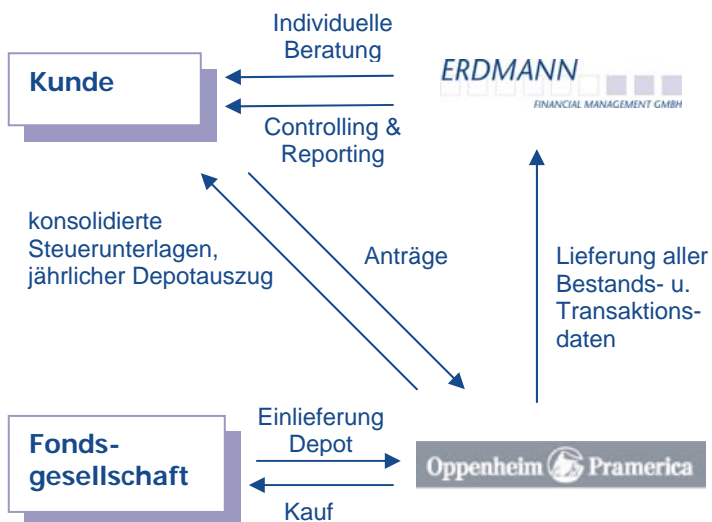 Individuelle
Beratung
Kunde
ERDMANN
FINANCIAL MANAGEMENT GMBH
Controlling &
Reporting
konsolidierte
Steuerunterlagen,
jährlicher Depotauszug
Anträge
Lieferung aller
Bestands- u.
Transaktions-
daten
Fonds-
gesellschaft
Einlieferung
Depot
Oppenheim Pramerica
Kauf